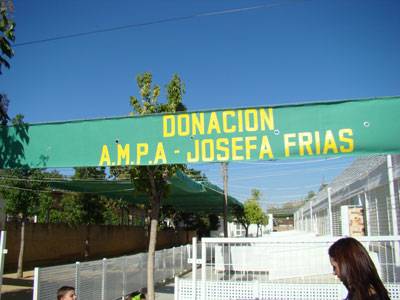 DONACION
A.M.P.A - JOSEFA FRIAS